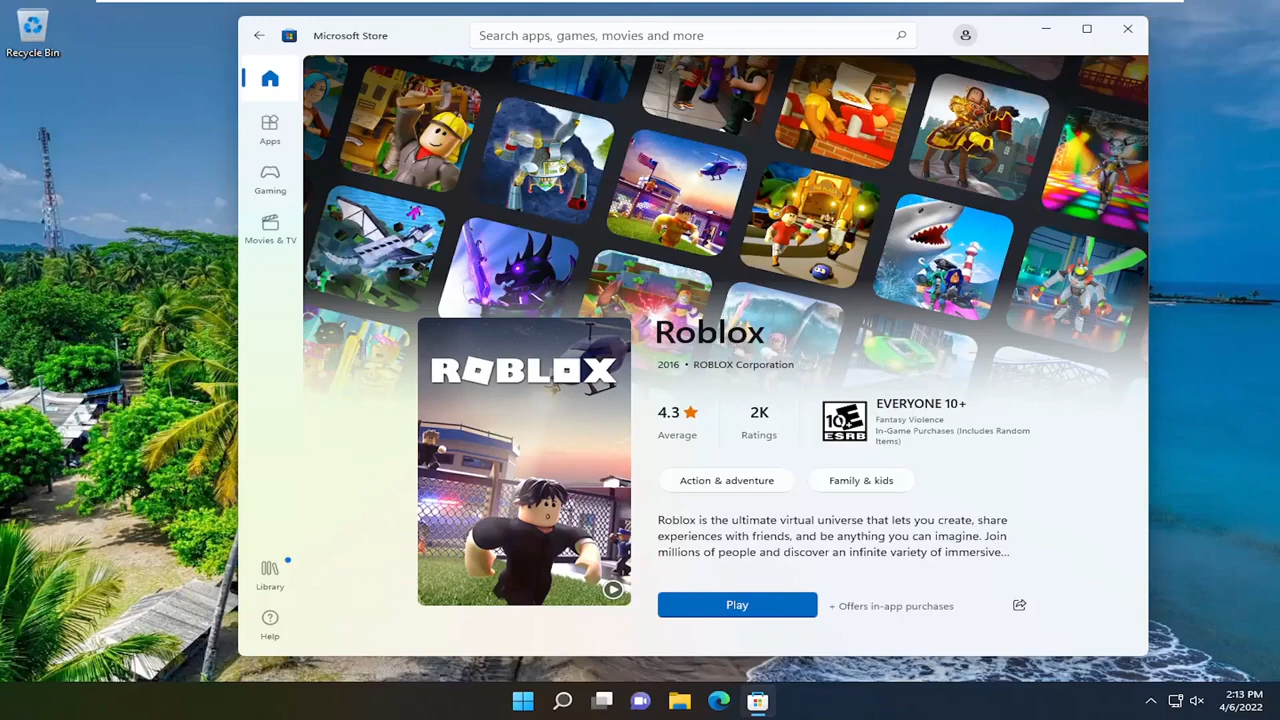 Recycle Bin
Microsoft Store
Search apps, games, movies and more
Apps
Gaming
Movies & TV
Library
Help
ROBLOX
Roblox
2016 • ROBLOX Corporation
4.3
Average
2K
Ratings
10+
ESRB
EVERYONE 10+
Fantasy Violence
In-Game Purchases (Includes Random
Items)
Action & adventure
Family & kids
Roblox is the ultimate virtual universe that lets you create, share
experiences with friends, and be anything you can imagine. Join
millions of people and discover an infinite variety of immersive...
Play
+ Offers in-app purchases
2:13 PM
4/6/2022